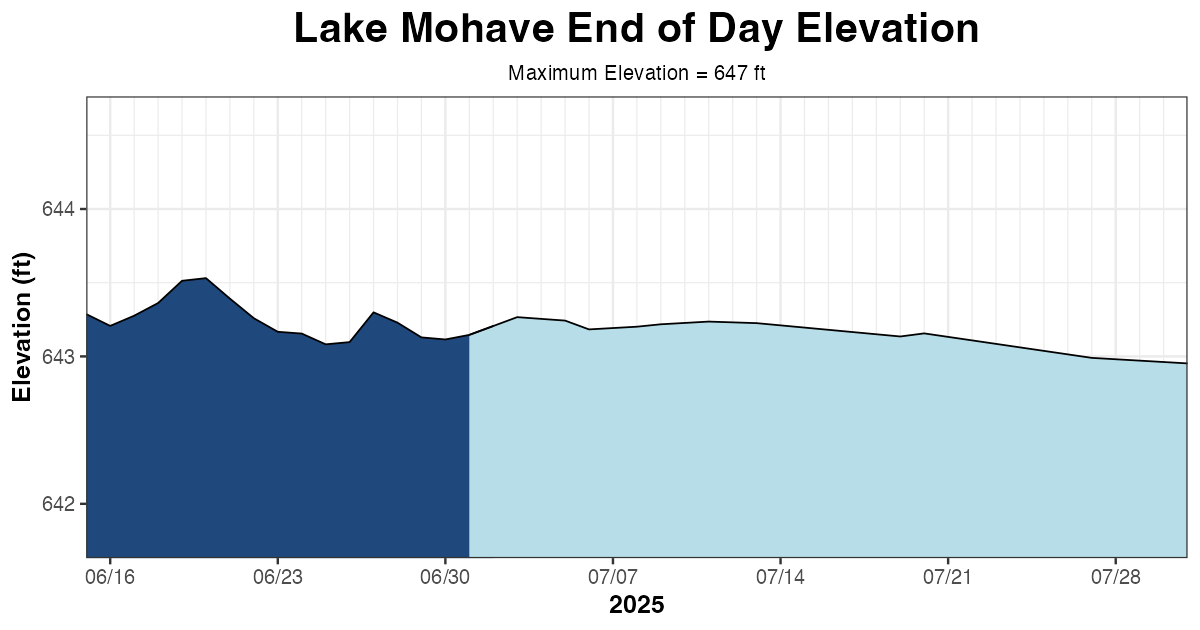 Lake Mohave End of Day Elevation
Maximum Elevation = 647 ft
Elevation (ft)
644
643
642
06/16 06/23 06/30 07/07 07/14 07/21 07/28
2025